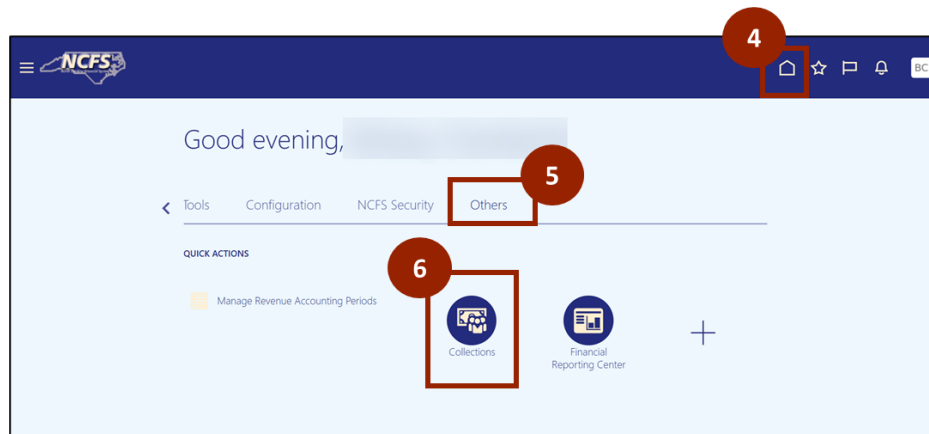 4
NCFS
BC
Good evening,
5
Tools Configuration NCFS Security Others
QUICK ACTIONS
6
Manage Revenue Accounting Periods
Collections
Financial
Reporting Center